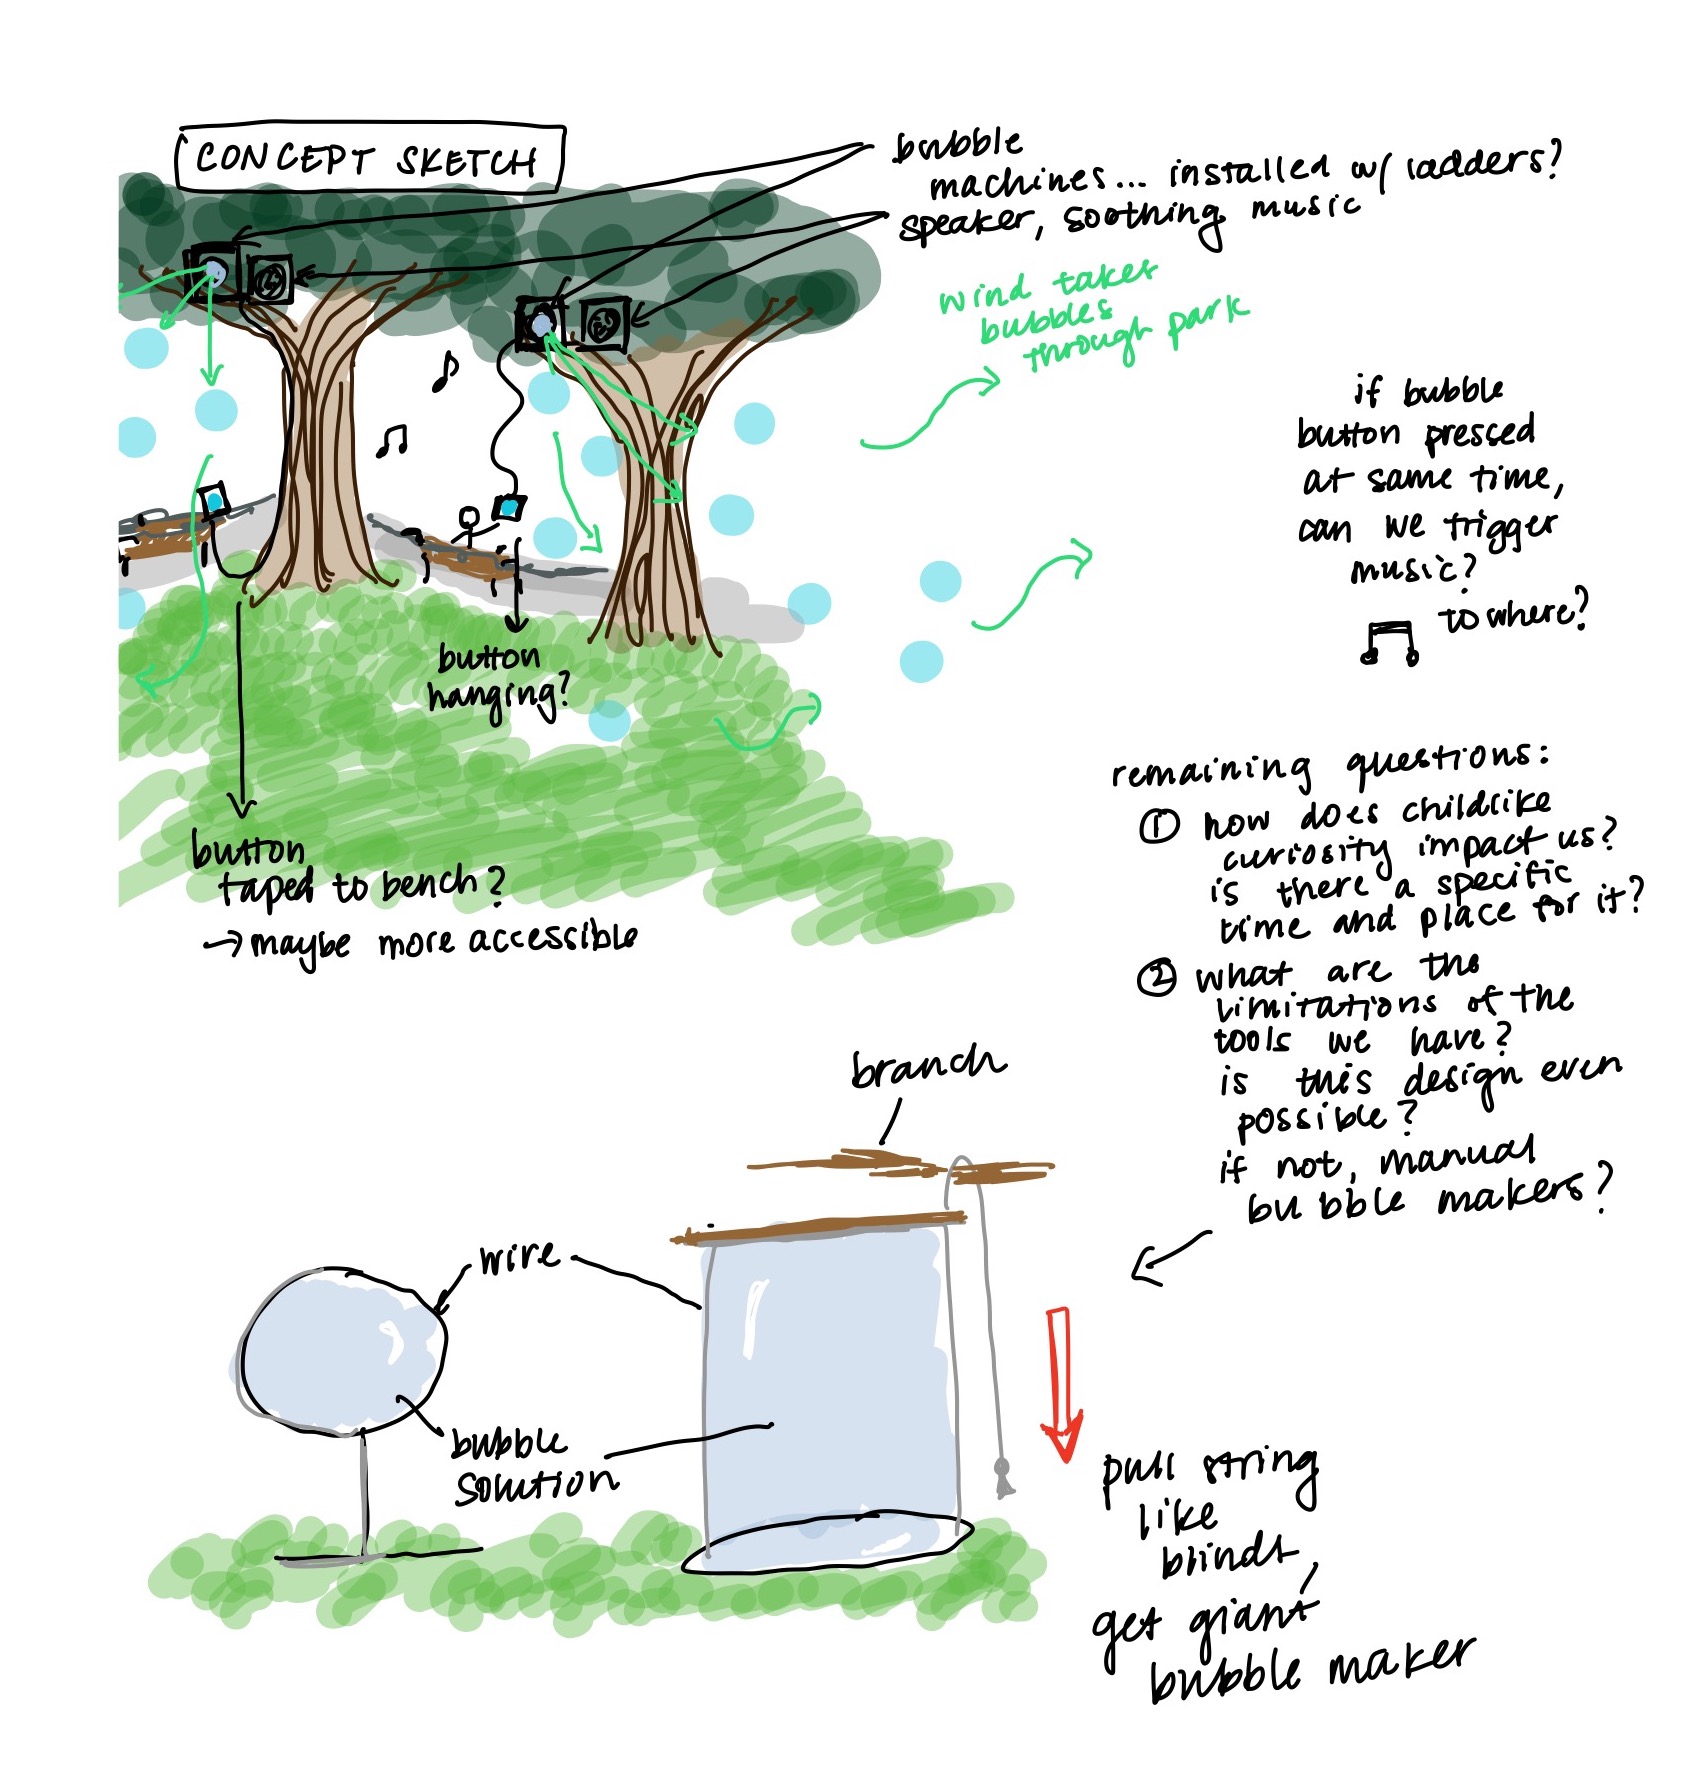 CONCEPT SKETCH
bubble
machines... installed w/ ladders?
speaker, soothing music
wind takes
bubbles
through park
if bubble
button pressed
at same time,
can we trigger
music?
to where?
button
hanging?
button
taped to bench?
→ maybe more accessible
remaining questions:
① how does childlike
curiosity impact us?
is there a specific
time and place for it?
② what are the
limitations of the
tools we have?
is this design even
possible?
if not, manual
bubble makers?
branch
wire
bubble
solution
pull string
like
blinds,
get giant
bubble maker